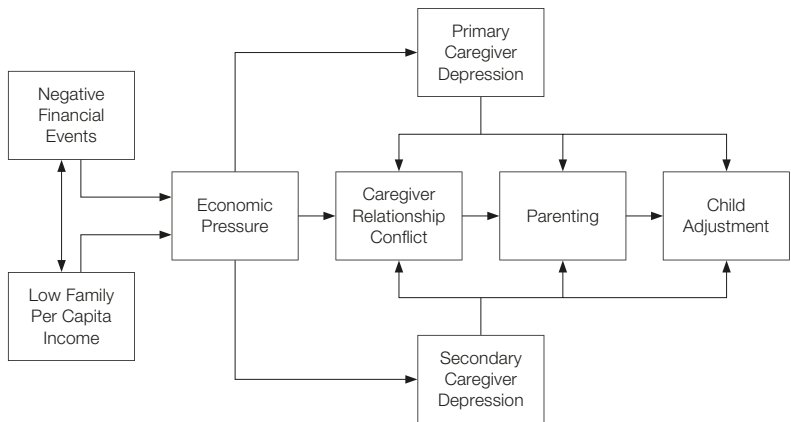 Primary
Caregiver
Depression
Negative
Financial
Events
Economic
Pressure
Caregiver
Relationship
Conflict
Parenting
Child
Adjustment
Low Family
Per Capita
Income
Secondary
Caregiver
Depression